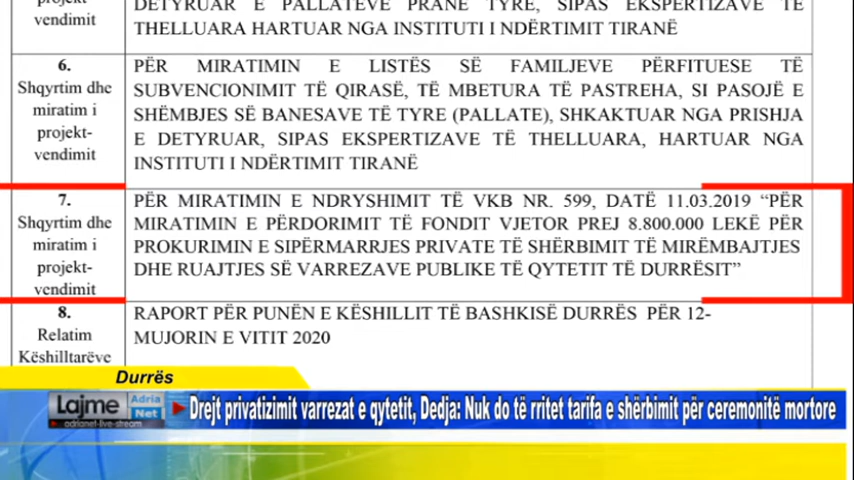 projekt-
vendimit
DETYRUAR E PALLATEVE PRANË TYRE, SIPAS EKSPERTIZAVE TË
THELLUARA HARTUAR NGA INSTITUTI I NDËRTIMIT TIRANË
6.
Shqyrtim dhe
miratim i
projekt-
vendimit
PËR MIRATIMIN E LISTËS SË FAMILJEVE PËRFITUESE TË
SUBVENCIONIMIT TË QIRASË, TË MBETURA TË PASTREHA, SI PASOJË E
SHËMBJES SË BANESAVE TË TYRE (PALLATE), SHKAKTUAR NGA PRISHJA
E DETYRUAR, SIPAS EKSPERTIZAVE TË THELLUARA, HARTUAR NGA
INSTITUTI I NDËRTIMIT TIRANË
7.
Shqyrtim dhe
miratim i
projekt-
vendimit
PËR MIRATIMIN E NDRYSHIMIT TË VKB NR. 599, DATË 11.03.2019 “PËR
MIRATIMIN E PËRDORIMIT TË FONDIT VJETOR PREJ 8.800.000 LEKË PËR
PROKURIMIN E SIPËRMARRJES PRIVATE TË SHËRBIMIT TË MIRËMBAJTJES
DHE RUAJTJES SË VARREZAVE PUBLIKE TË QYTETIT TË DURRËSIT”
8.
Relatim
Këshilltarëve
RAPORT PËR PUNËN E KËSHILLIT TË BASHKISË DURRËS PËR 12-
MUJORIN E VITIT 2020
Durrës
Lajme Adria Net
adrianet-live-stream
Drejt privatizimit varrezat e qytetit, Dedja: Nuk do të rritet tarifa e shërbimit për ceremonitë mortore